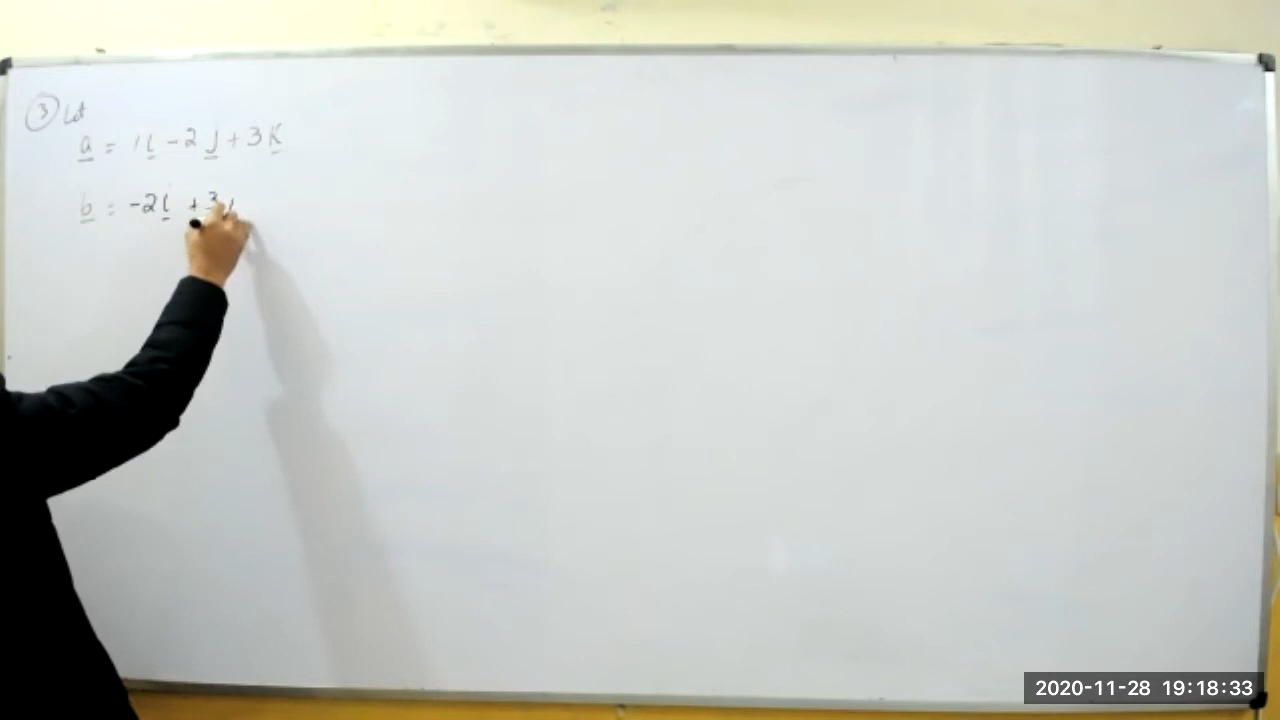 ③ Let
a = 1i - 2j + 3k
b = -2i + 3
2020-11-28 19:18:33